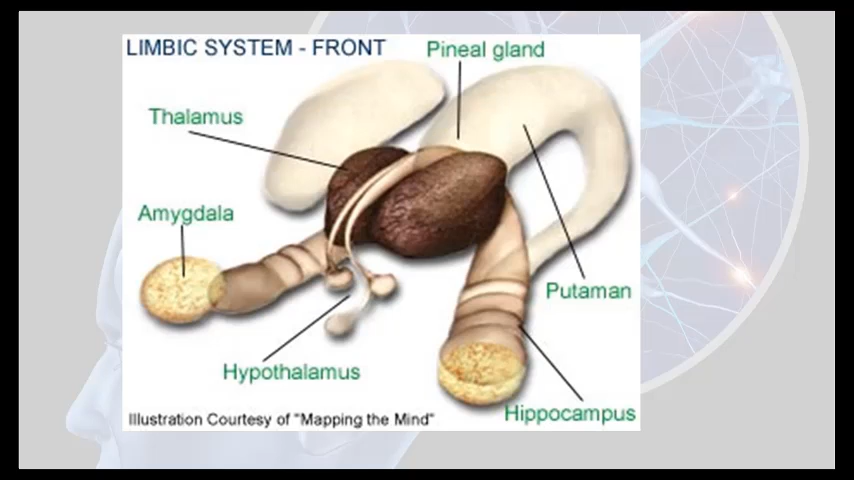 LIMBIC SYSTEM - FRONT
Pineal gland
Thalamus
Amygdala
Putaman
Hypothalamus
Hippocampus
Illustration Courtesy of "Mapping the Mind"